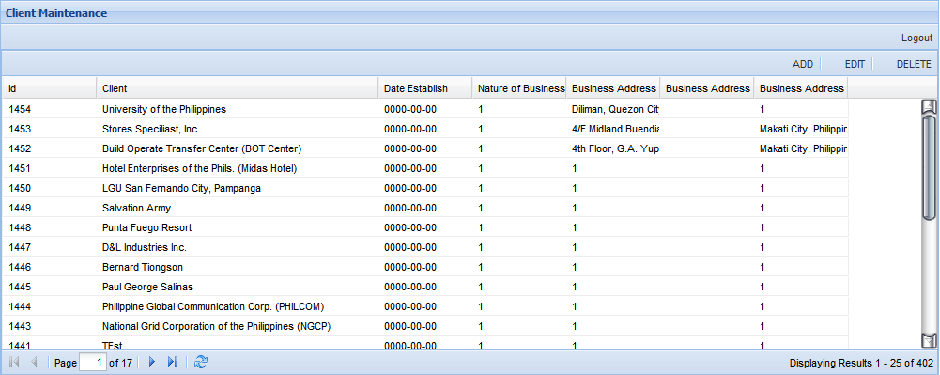 Client Maintenance
Logout
ADD EDIT DELETE
Id Client Date Establish Nature of Business Business Address Business Address Business Address
1454 University of the Philippines 0000-00-00 1 Diliman, Quezon Cit 1
1453 Stores Speciliast, Inc. 0000-00-00 1 4/F Midland Buendia Makati City, Philippin
1452 Build Operate Transfer Center (BOT Center) 0000-00-00 1 4th Floor, G.A. Yup Makati City, Philippin
1451 Hotel Enterprises of the Phils. (Midas Hotel) 0000-00-00 1 1 1
1450 LGU San Fernando City, Pampanga 0000-00-00 1 1 1
1449 Salvation Army 0000-00-00 1 1 1
1448 Punta Fuego Resort 0000-00-00 1 1 1
1447 D&L Industries Inc. 0000-00-00 1 1 1
1446 Bernard Tiongson 0000-00-00 1 1 1
1445 Paul George Salinas 0000-00-00 1 1 1
1444 Philippine Global Communication Corp. (PHILCOM) 0000-00-00 1 1 1
1443 National Grid Corporation of the Philippines (NGCP) 0000-00-00 1 1 1
1441 TEst 0000-00-00 1 1 1
Page 1 of 17 Displaying Results 1 - 25 of 402